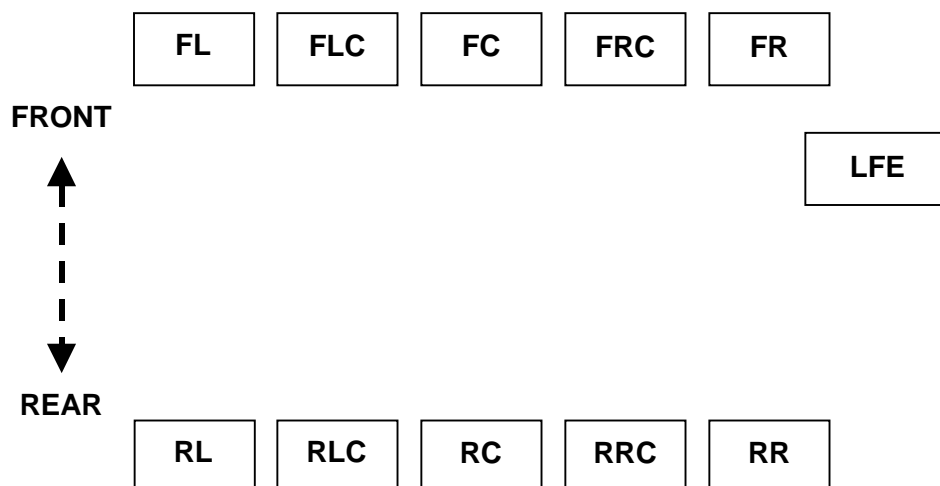 FL FLC FC FRC FR
FRONT
LFE
REAR
RL RLC RC RRC RR